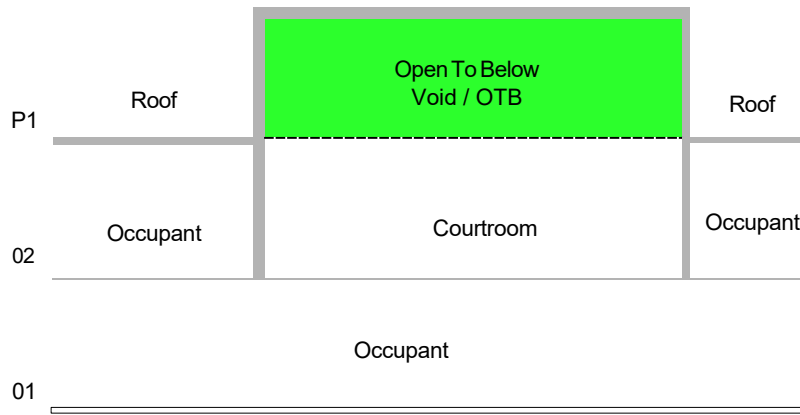 Open To Below
Void / OTB
Roof
Roof
P1
Occupant
Courtroom
Occupant
02
Occupant
01